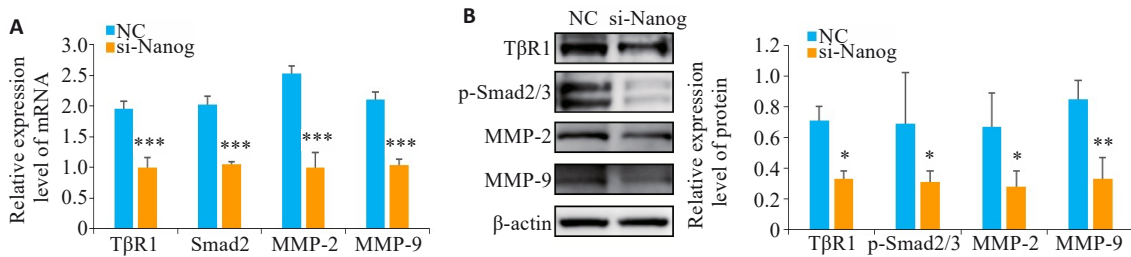 A
NC
si-Nanog
Relative expression
level of mRNA
3.0
2.5
2.0
1.5
1.0
0.5
0
***
***
***
***
TβR1 Smad2 MMP-2 MMP-9
B
NC si-Nanog
TβR1
p-Smad2/3
MMP-2
MMP-9
β-actin
NC
si-Nanog
Relative expression
level of protein
1.2
1.0
0.8
0.6
0.4
0.2
0
*
*
*
**
TβR1 p-Smad2/3 MMP-2 MMP-9